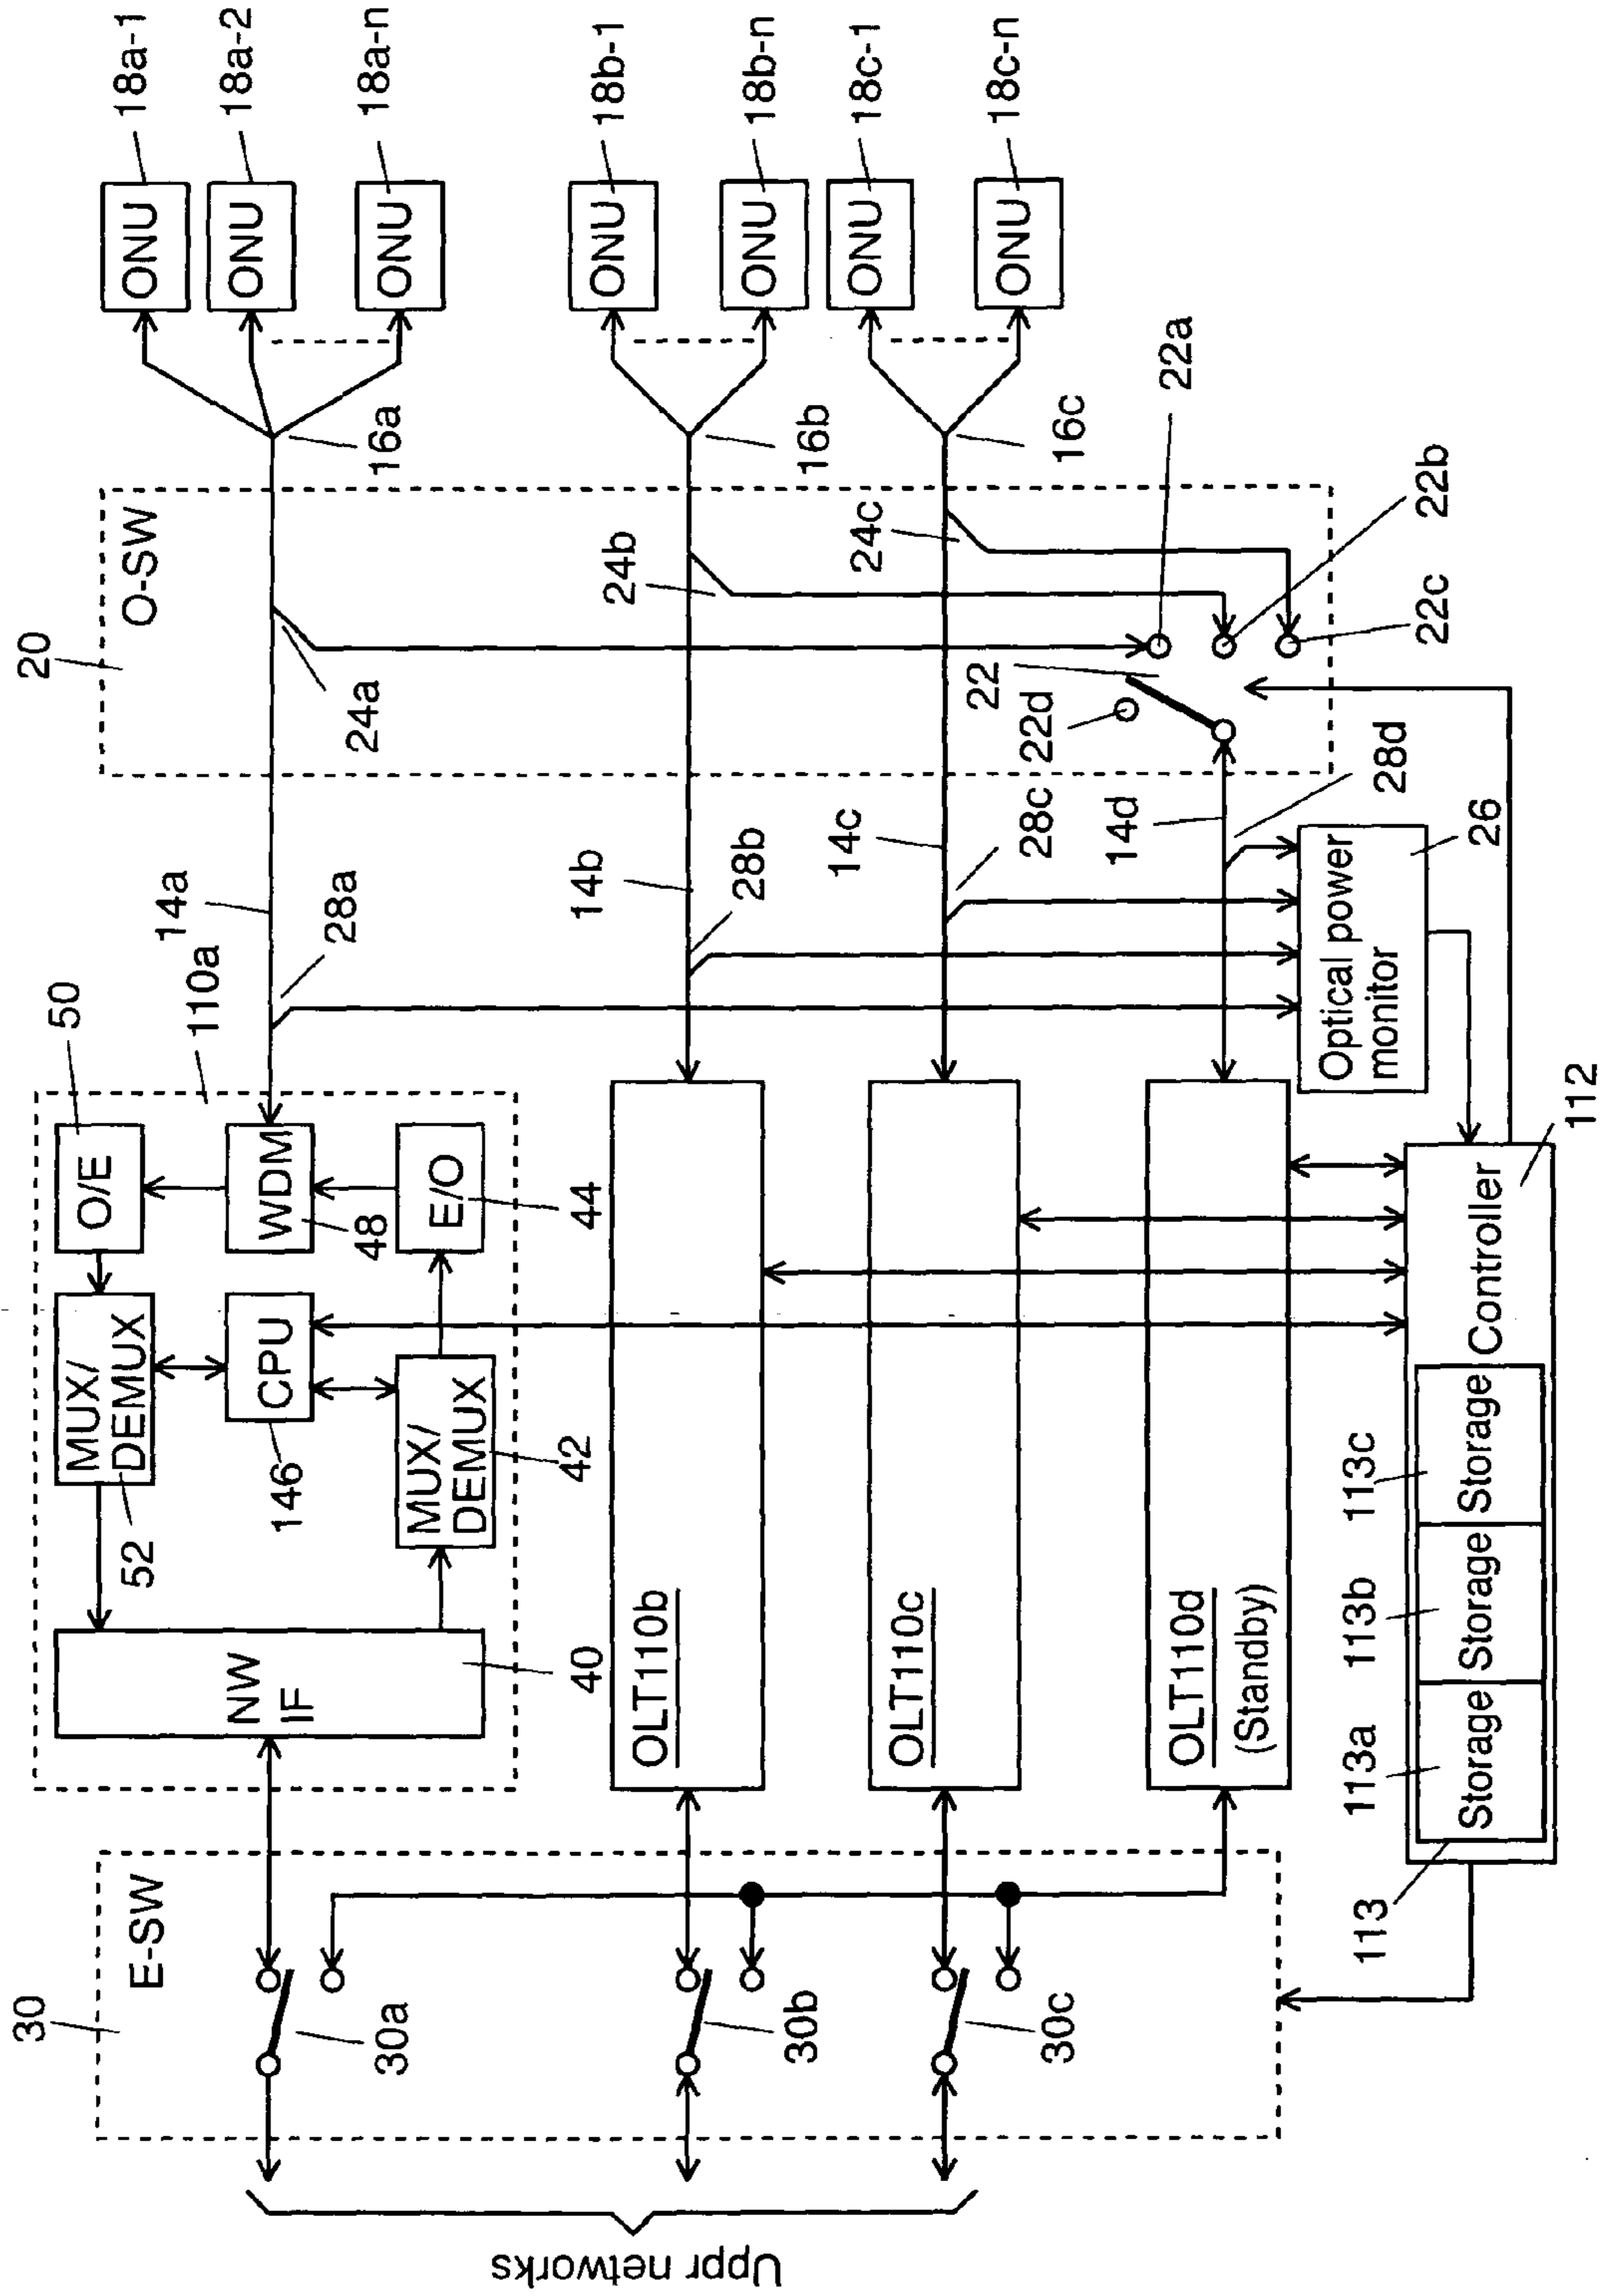 18a-1
18a-2
18a-n
18b-1
18b-n
18c-1
18c-n
ONU
ONU
ONU
ONU
ONU
ONU
ONU
16a
16b
16c
20
O-SW
24a
24b
24c
22
22a
22b
22c
22d
14a
14b
14c
14d
28a
28b
28c
28d
26
Optical power
monitor
110a
50
O/E
WDM
48
E/O
44
MUX/
DEMUX
52
CPU
146
MUX/
DEMUX
42
NW
IF
40
OLT110b
OLT110c
OLT110d
(Standby)
112
Controller
Storage
Storage
Storage
113a
113b
113c
113
30
E-SW
30a
30b
30c
Uppr networks